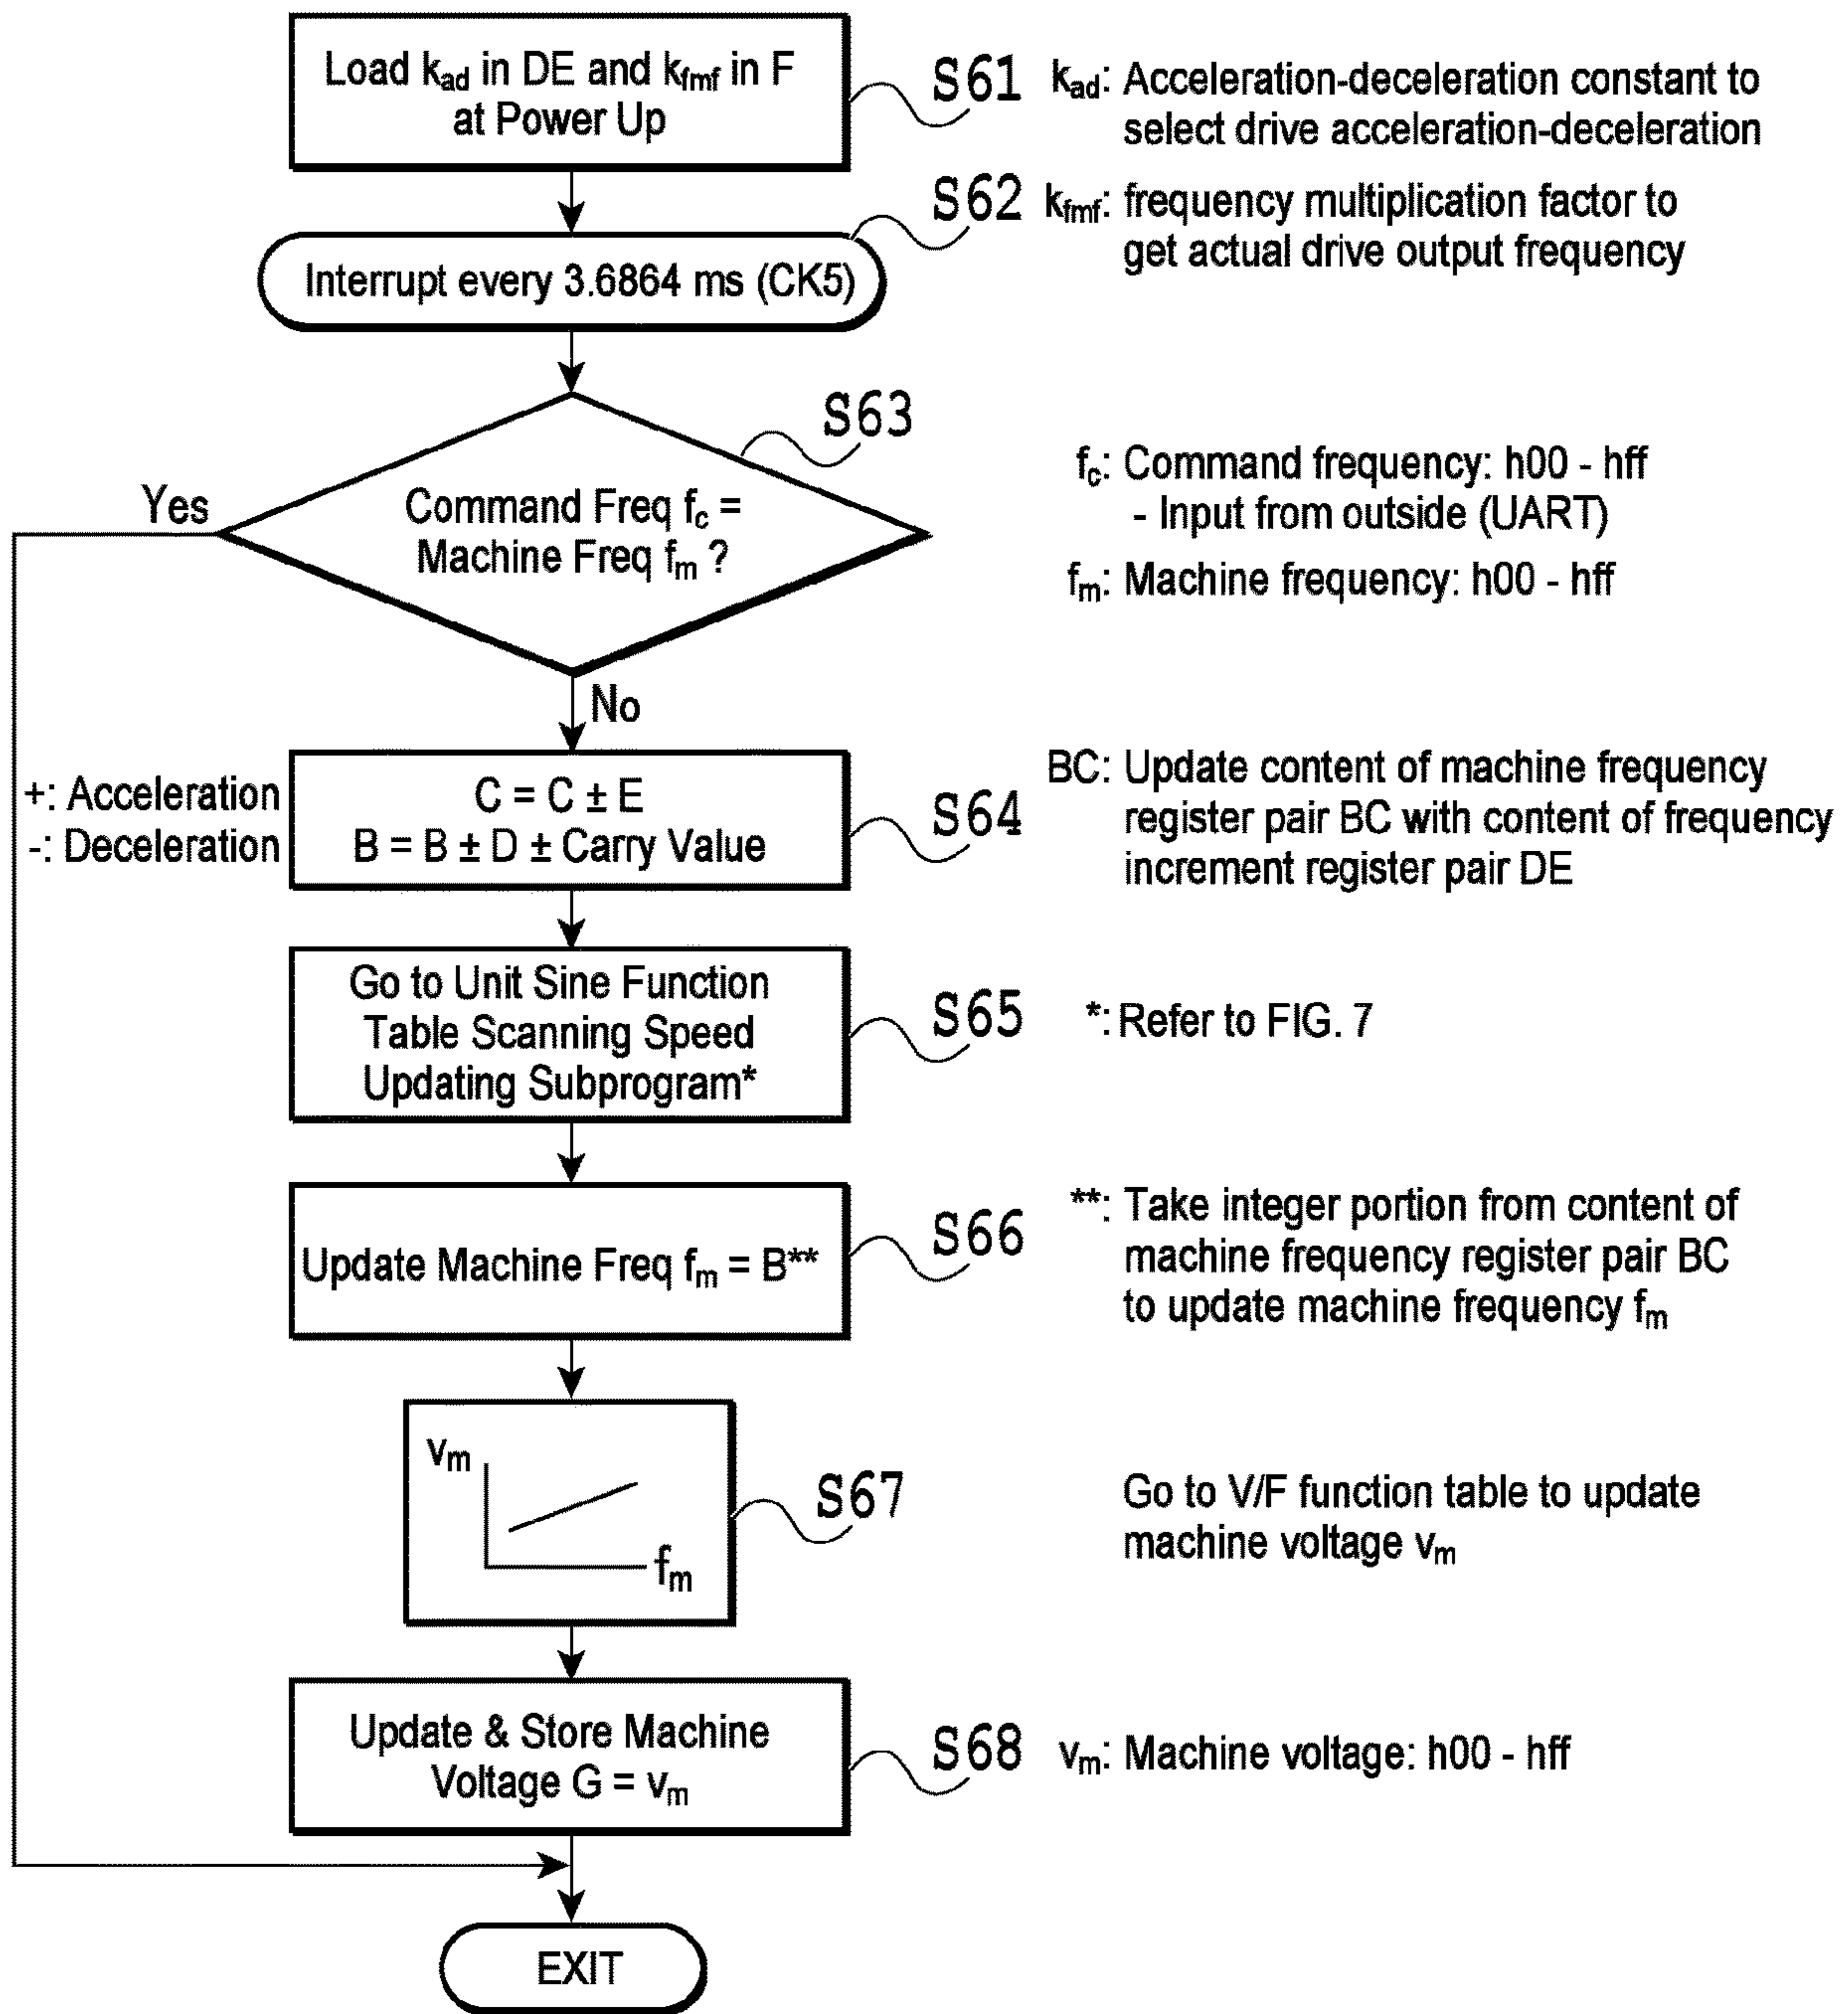 Load kad in DE and kfmf in F
at Power Up
S61
kad: Acceleration-deceleration constant to
select drive acceleration-deceleration
S62
kfmf: frequency multiplication factor to
get actual drive output frequency
Interrupt every 3.6864 ms (CK5)
S63
Yes
Command Freq fc =
Machine Freq fm ?
fc: Command frequency: h00 - hff
- Input from outside (UART)
fm: Machine frequency: h00 - hff
No
+: Acceleration
-: Deceleration
C = C ± E
B = B ± D ± Carry Value
S64
BC: Update content of machine frequency
register pair BC with content of frequency
increment register pair DE
Go to Unit Sine Function
Table Scanning Speed
Updating Subprogram*
S65
*: Refer to FIG. 7
Update Machine Freq fm = B**
S66
**: Take integer portion from content of
machine frequency register pair BC
to update machine frequency fm
vm
fm
S67
Go to V/F function table to update
machine voltage vm
Update & Store Machine
Voltage G = vm
S68
vm: Machine voltage: h00 - hff
EXIT